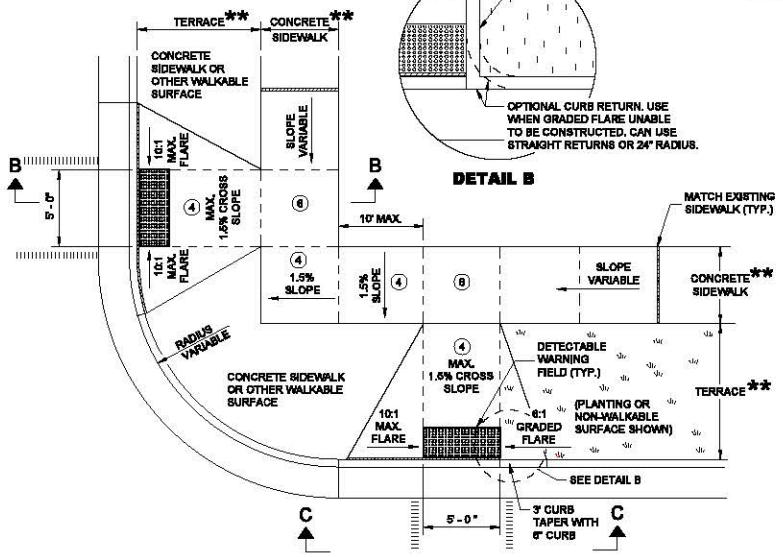 TERRACE**
CONCRETE**
SIDEWALK
CONCRETE
SIDEWALK OR
OTHER WALKABLE
SURFACE
OPTIONAL CURB RETURN. USE
WHEN GRADED FLARE UNABLE
TO BE CONSTRUCTED. CAN USE
STRAIGHT RETURNS OR 24" RADIUS.
DETAIL B
10:1
MAX.
FLARE
SLOPE
VARIABLE
B
B
5'-0"
4
MAX.
1.5% CROSS
SLOPE
6
10' MAX.
MATCH EXISTING
SIDEWALK (TYP.)
10:1
MAX.
FLARE
4
1.5%
SLOPE
1.5%
SLOPE
4
6
SLOPE
VARIABLE
CONCRETE**
SIDEWALK
RADIUS
VARIABLE
CONCRETE SIDEWALK
OR OTHER WALKABLE
SURFACE
4
MAX.
1.5% CROSS
SLOPE
DETECTABLE
WARNING
FIELD (TYP.)
TERRACE**
10:1
MAX.
FLARE
6:1
GRADED
FLARE
(PLANTING OR
NON-WALKABLE
SURFACE SHOWN)
SEE DETAIL B
C
C
5'-0"
3' CURB
TAPER WITH
6" CURB